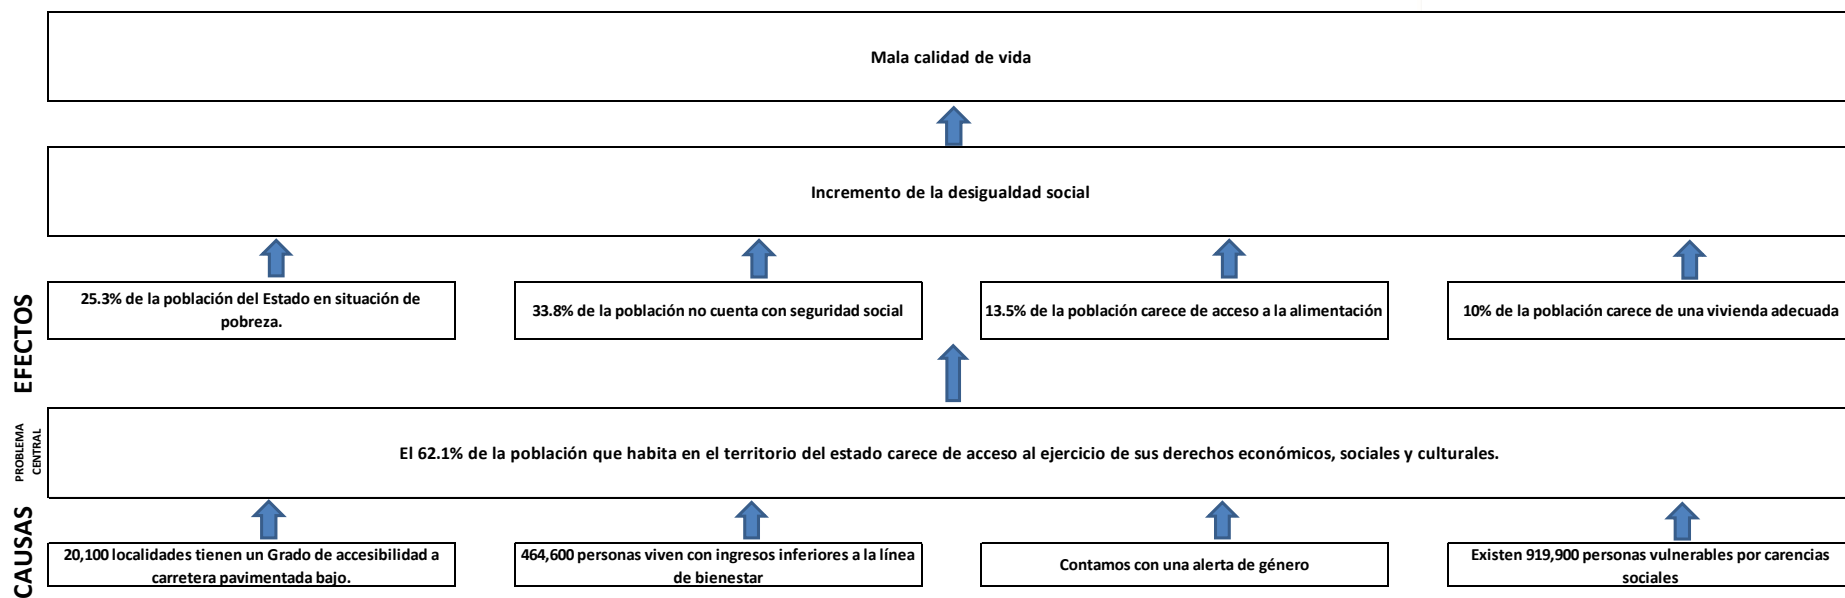 Mala calidad de vida
Incremento de la desigualdad social
EFECTOS
25.3% de la población del Estado en situación de
pobreza.
33.8% de la población no cuenta con seguridad social
13.5% de la población carece de acceso a la alimentación
10% de la población carece de una vivienda adecuada
PROBLEMA
CENTRAL
El 62.1% de la población que habita en el territorio del estado carece de acceso al ejercicio de sus derechos económicos, sociales y culturales.
CAUSAS
20,100 localidades tienen un Grado de accesibilidad a
carretera pavimentada bajo.
464,600 personas viven con ingresos inferiores a la línea
de bienestar
Contamos con una alerta de género
Existen 919,900 personas vulnerables por carencias
sociales